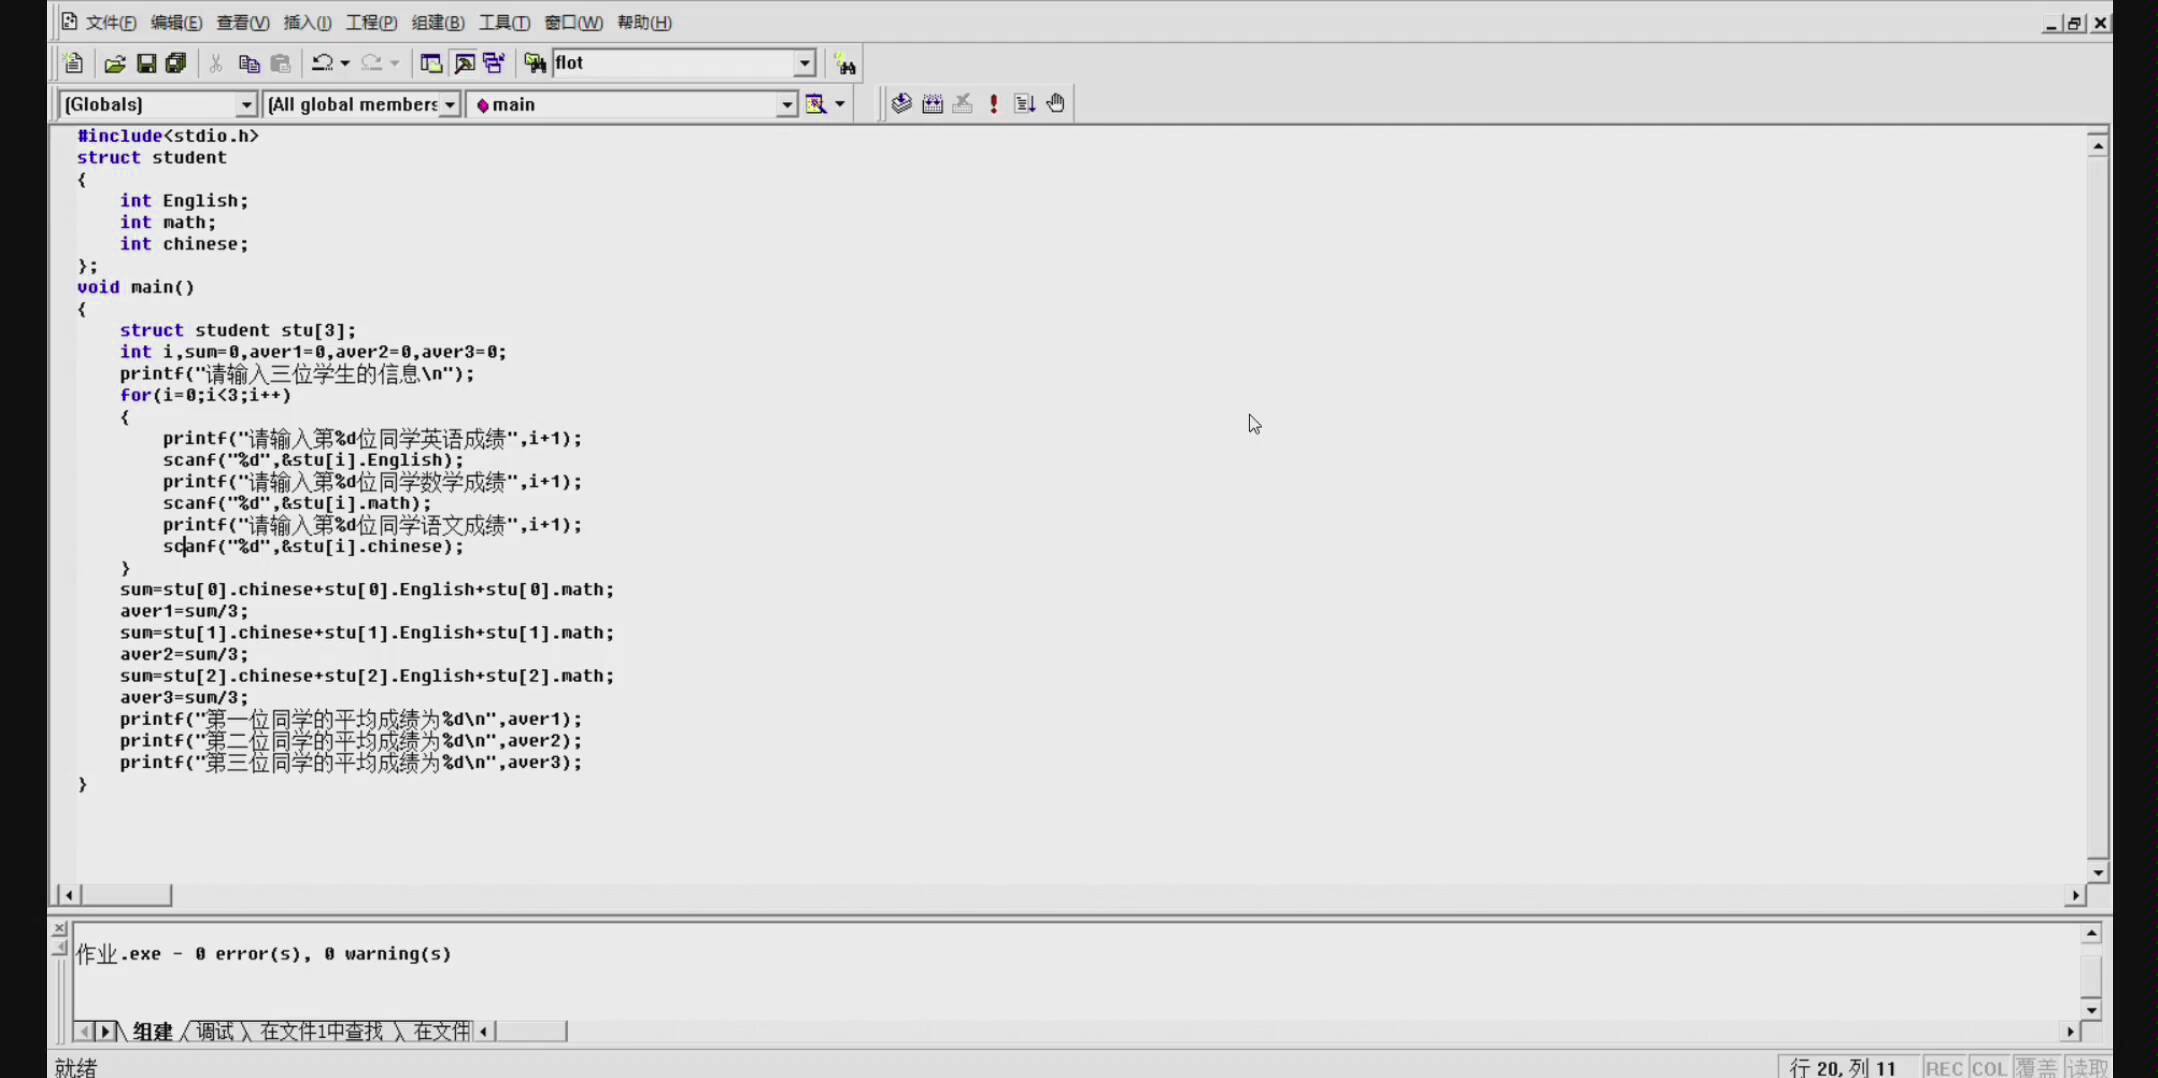 文件(F) 编辑(E) 查看(V) 插入(I) 工程(P) 组建(B) 工具(T) 窗口(W) 帮助(H)
flot
(Globals) (All global members main
#include<stdio.h>
struct student
{
int English;
int math;
int chinese;
};
void main()
{
struct student stu[3];
int i,sum=0,aver1=0,aver2=0,aver3=0;
printf("请输入三位学生的信息\n");
for(i=0;i<3;i++)
{
printf("请输入第%d位同学英语成绩",i+1);
scanf("%d",&stu[i].English);
printf("请输入第%d位同学数学成绩",i+1);
scanf("%d",&stu[i].math);
printf("请输入第%d位同学语文成绩",i+1);
scanf("%d",&stu[i].chinese);
}
sum=stu[0].chinese+stu[0].English+stu[0].math;
aver1=sum/3;
sum=stu[1].chinese+stu[1].English+stu[1].math;
aver2=sum/3;
sum=stu[2].chinese+stu[2].English+stu[2].math;
aver3=sum/3;
printf("第一位同学的平均成绩为%d\n",aver1);
printf("第二位同学的平均成绩为%d\n",aver2);
printf("第三位同学的平均成绩为%d\n",aver3);
}
作业.exe - 0 error(s), 0 warning(s)
组建 调试 在文件1中查找 在文件
就绪 行 20, 列 11 REC COL 覆盖 读取